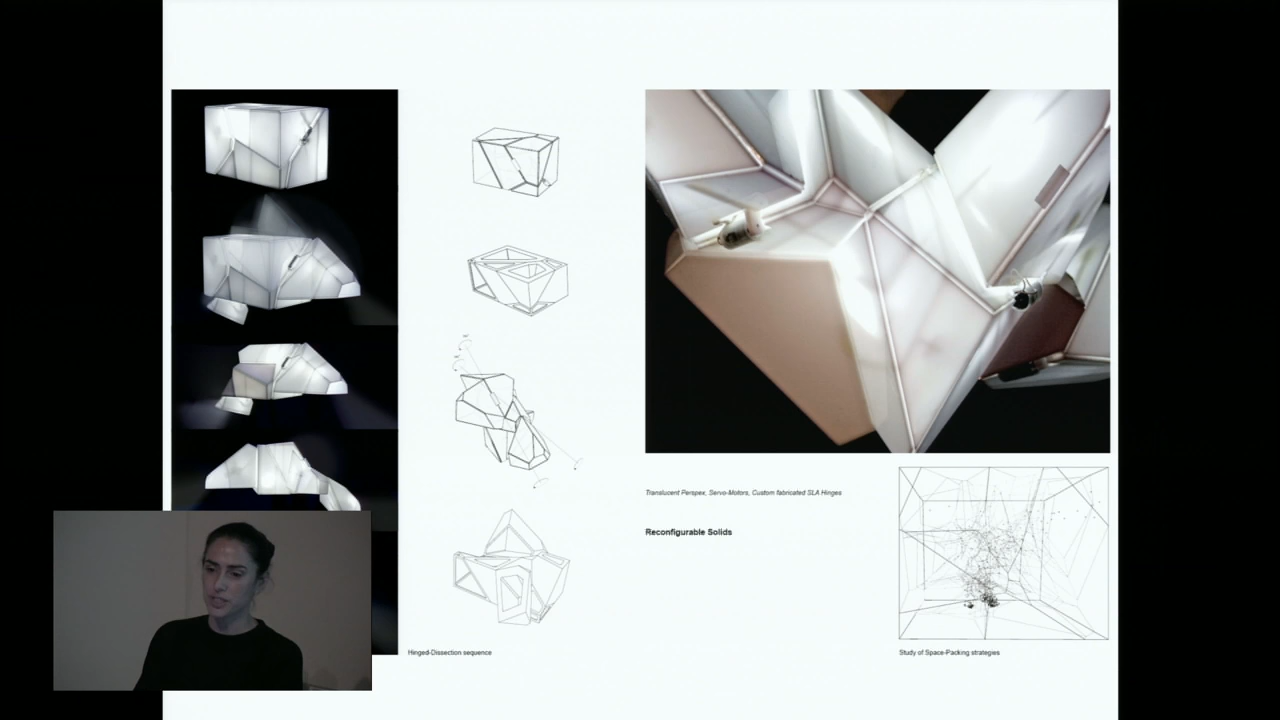 Translucent Perspex, Servo-Motors, Custom fabricated SLA Hinges
Reconfigurable Solids
Hinged-Dissection sequence
Study of Space-Packing strategies